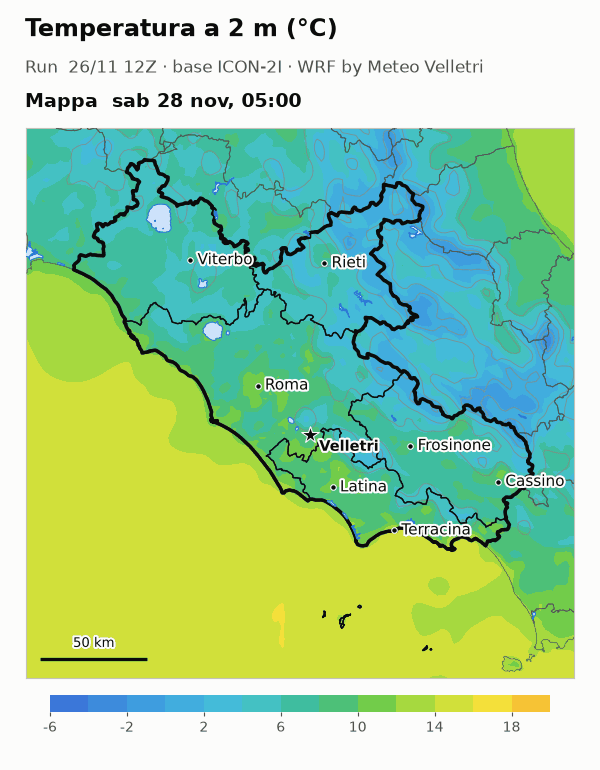 Temperatura a 2 m (°C)
Run  26/11 12Z · base ICON-2I · WRF by Meteo Velletri
Mappa  sab 28 nov, 05:00
Viterbo
Rieti
Roma
Velletri
Frosinone
Latina
Cassino
Terracina
50 km
-6 -2 2 6 10 14 18